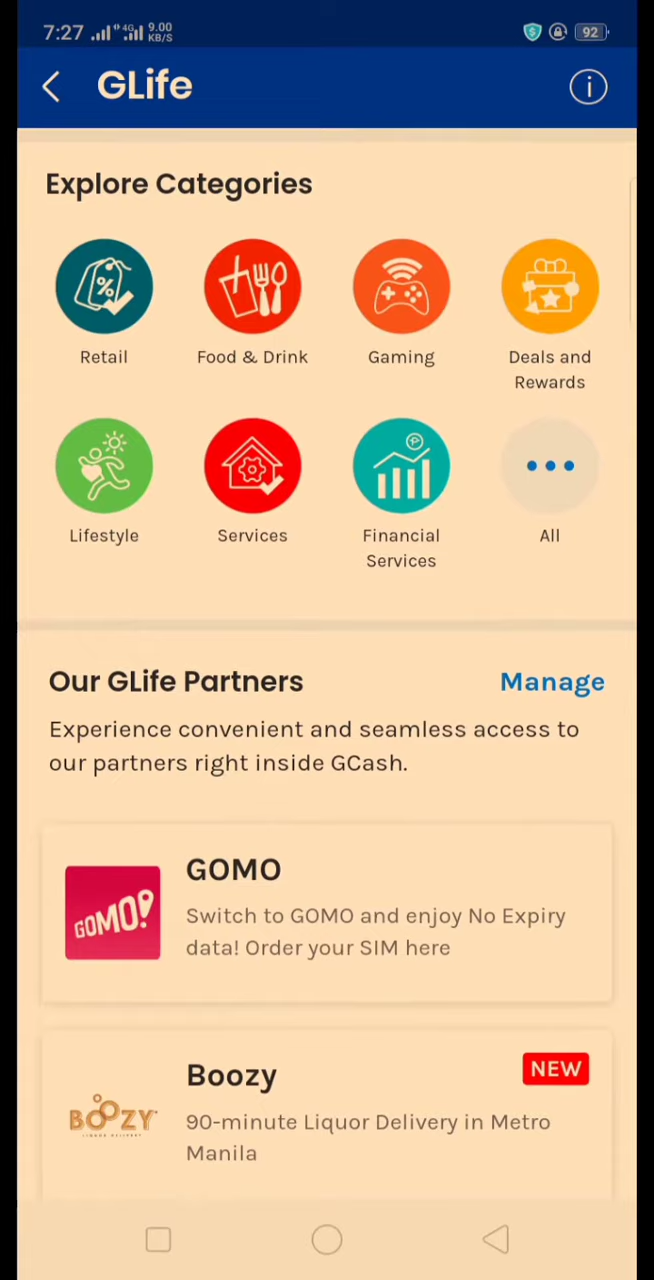 7:27 4G 9.00 KB/S 92
GLife
Explore Categories
Retail
Food & Drink
Gaming
Deals and
Rewards
Lifestyle
Services
Financial
Services
All
Our GLife Partners
Manage
Experience convenient and seamless access to
our partners right inside GCash.
GOMO!
GOMO
Switch to GOMO and enjoy No Expiry
data! Order your SIM here
BOOZY
LIQUOR DELIVERY
Boozy
NEW
90-minute Liquor Delivery in Metro
Manila